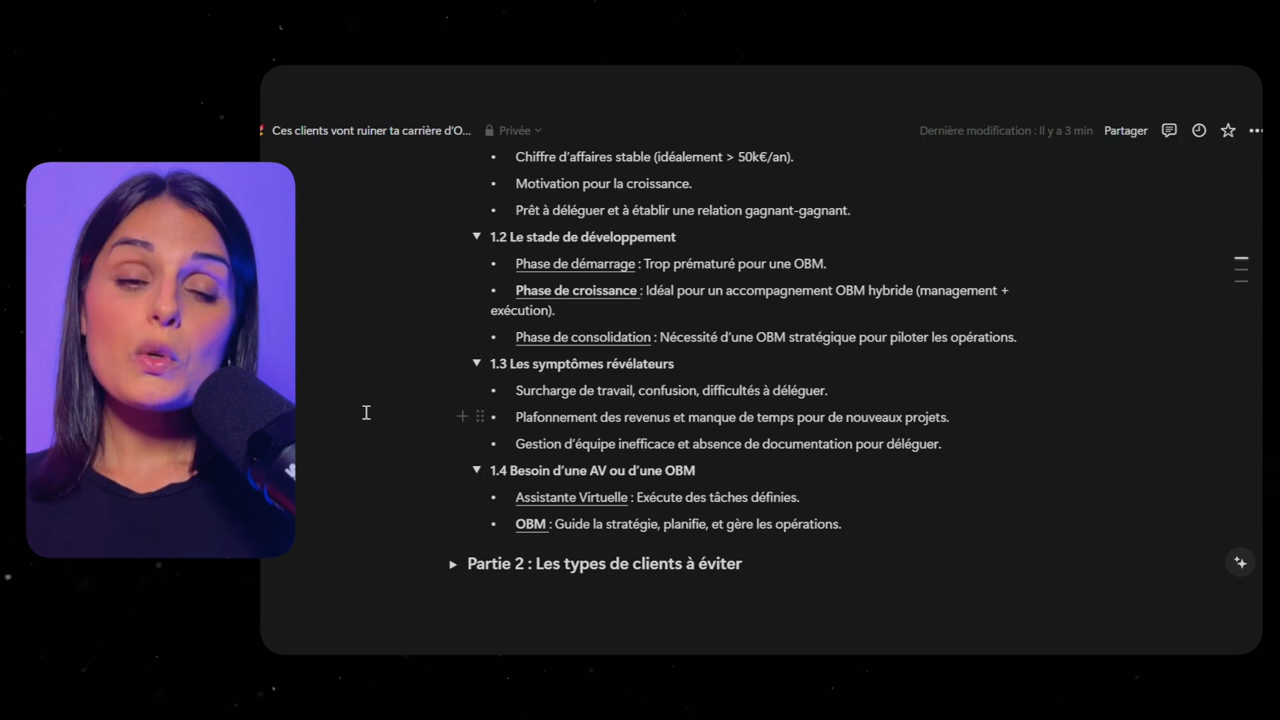 Ces clients vont ruiner ta carrière d'O... Privée Dernière modification : Il y a 3 min Partager
• Chiffre d'affaires stable (idéalement > 50k€/an).
• Motivation pour la croissance.
• Prêt à déléguer et à établir une relation gagnant-gagnant.
1.2 Le stade de développement
• Phase de démarrage : Trop prématuré pour une OBM.
• Phase de croissance : Idéal pour un accompagnement OBM hybride (management +
exécution).
• Phase de consolidation : Nécessité d'une OBM stratégique pour piloter les opérations.
1.3 Les symptômes révélateurs
• Surcharge de travail, confusion, difficultés à déléguer.
• Plafonnement des revenus et manque de temps pour de nouveaux projets.
• Gestion d'équipe inefficace et absence de documentation pour déléguer.
1.4 Besoin d'une AV ou d'une OBM
• Assistante Virtuelle : Exécute des tâches définies.
• OBM : Guide la stratégie, planifie, et gère les opérations.
Partie 2 : Les types de clients à éviter